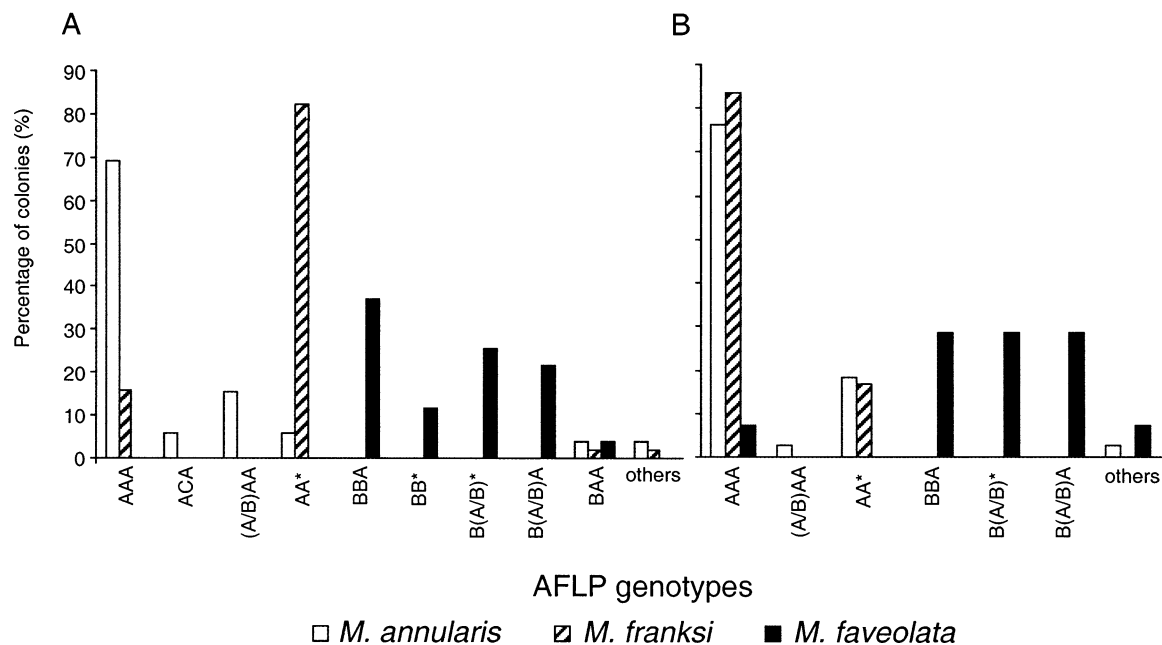 A
B
Percentage of colonies (%)
90
80
70
60
50
40
30
20
10
0
AAA
ACA
(A/B)AA
AA*
BBA
BB*
B(A/B)*
B(A/B)A
BAA
others
AAA
(A/B)AA
AA*
BBA
B(A/B)*
B(A/B)A
others
AFLP genotypes
M. annularis
M. franksi
M. faveolata